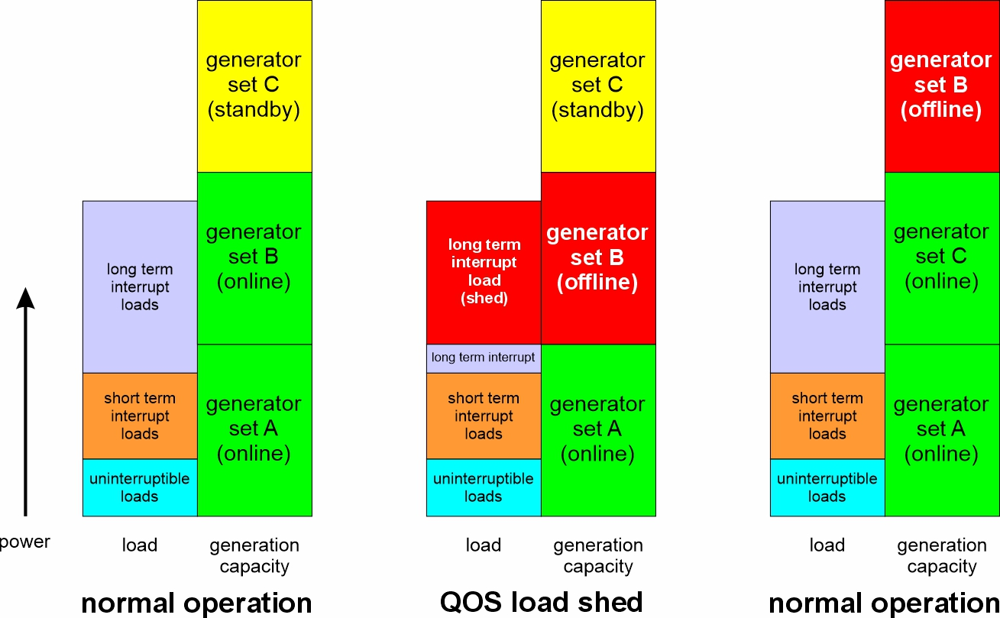 generator
set C
(standby)
generator
set B
(online)
long term
interrupt
loads
generator
set A
(online)
short term
interrupt
loads
uninterruptible
loads
power
load
generation
capacity
normal operation
generator
set C
(standby)
generator
set B
(offline)
long term
interrupt
load
(shed)
long term interrupt
generator
set A
(online)
short term
interrupt
loads
uninterruptible
loads
load
generation
capacity
QOS load shed
generator
set B
(offline)
generator
set C
(online)
long term
interrupt
loads
generator
set A
(online)
short term
interrupt
loads
uninterruptible
loads
load
generation
capacity
normal operation